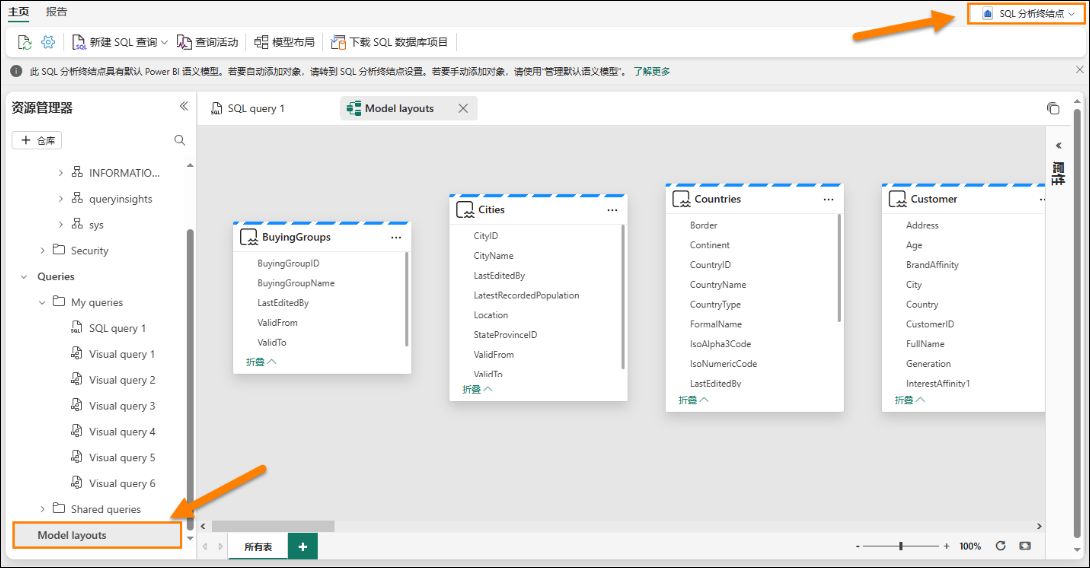 主页 报告
SQL 分析终结点
新建 SQL 查询 查询活动 模型布局 下载 SQL 数据库项目
此 SQL 分析终结点具有默认 Power BI 语义模型。若要自动添加对象，请转到 SQL 分析终结点设置。若要手动添加对象，请使用“管理默认语义模型”。 了解更多
资源管理器
+ 仓库
INFORMATIO...
queryinsights
sys
Security
Queries
My queries
SQL query 1
Visual query 1
Visual query 2
Visual query 3
Visual query 4
Visual query 5
Visual query 6
Shared queries
Model layouts
SQL query 1 Model layouts
BuyingGroups
BuyingGroupID
BuyingGroupName
LastEditedBy
ValidFrom
ValidTo
折叠
Cities
CityID
CityName
LastEditedBy
LatestRecordedPopulation
Location
StateProvinceID
ValidFrom
ValidTo
折叠
Countries
Border
Continent
CountryID
CountryName
CountryType
FormalName
IsoAlpha3Code
IsoNumericCode
LastEditedBy
折叠
Customer
Address
Age
BrandAffinity
City
Country
CustomerID
FullName
Generation
InterestAffinity1
折叠
属性
所有表 +
- + 100%